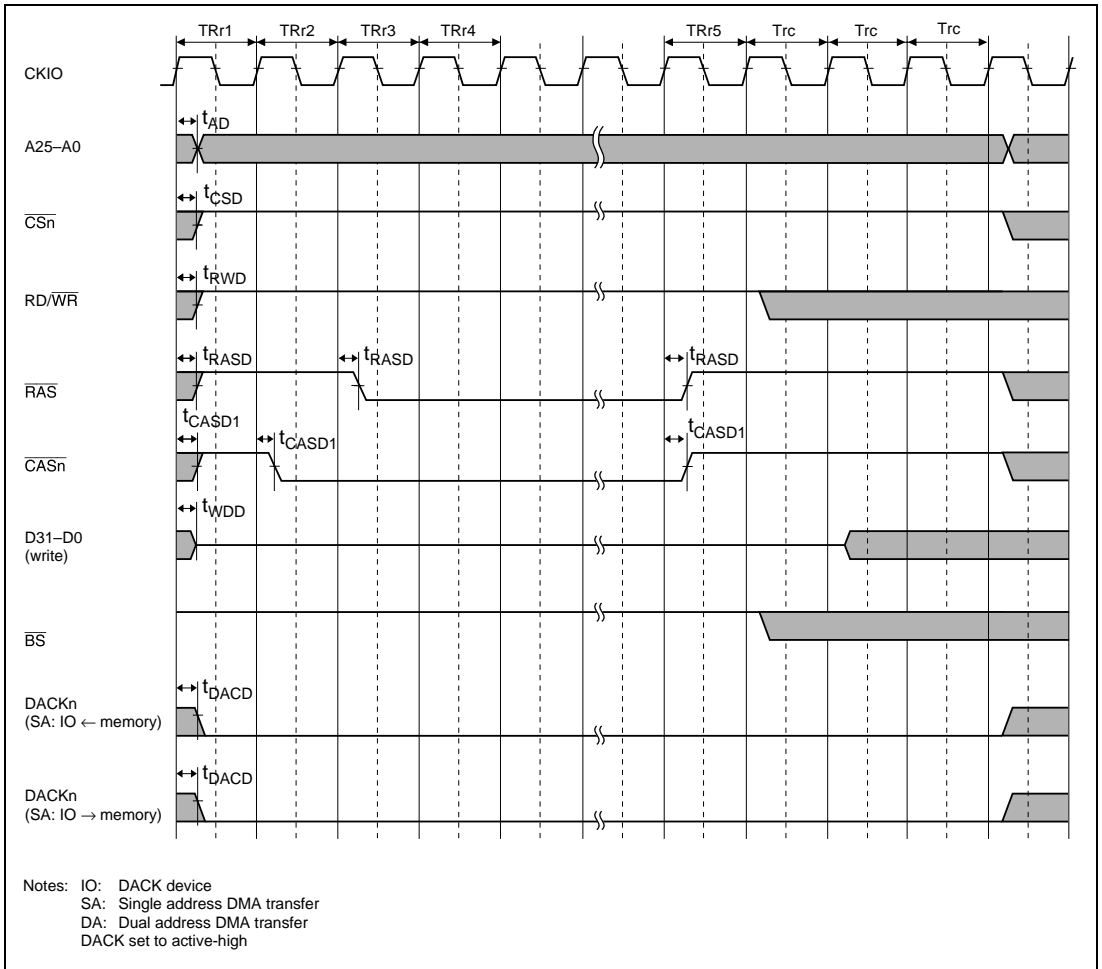 TRr1 TRr2 TRr3 TRr4 TRr5 Trc Trc Trc
CKIO
tAD
A25–A0
tCSD
CSn
tRWD
RD/WR
tRASD tRASD tRASD
RAS
tCASD1 tCASD1 tCASD1
CASn
tWDD
D31–D0
(write)
BS
tDACD
DACKn
(SA: IO ← memory)
tDACD
DACKn
(SA: IO → memory)
Notes: IO: DACK device
SA: Single address DMA transfer
DA: Dual address DMA transfer
DACK set to active-high